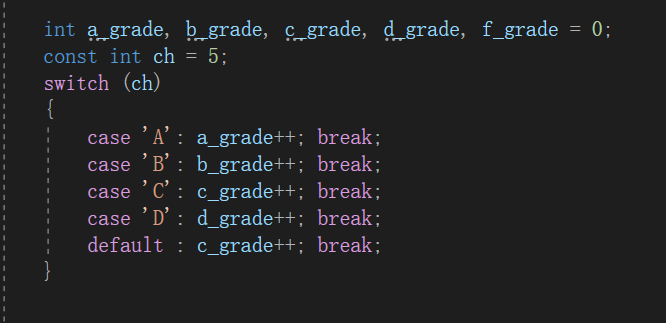 int a_grade, b_grade, c_grade, d_grade, f_grade = 0;
const int ch = 5;
switch (ch)
{
case 'A': a_grade++; break;
case 'B': b_grade++; break;
case 'C': c_grade++; break;
case 'D': d_grade++; break;
default : c_grade++; break;
}